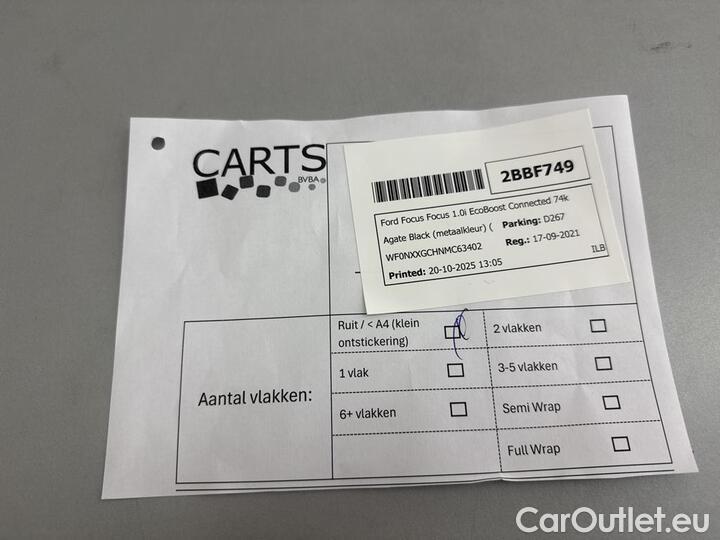 CARTS
BVBA
2BBF749
Ford Focus Focus 1.0i EcoBoost Connected 74k
Agate Black (metaalkleur) ( Parking: D267
WF0NXXGCHNMC63402 Reg.: 17-09-2021
Printed: 20-10-2025 13:05 ILB
Aantal vlakken:
Ruit / < A4 (klein
ontstickering)
2 vlakken
1 vlak
3-5 vlakken
6+ vlakken
Semi Wrap
Full Wrap
CarOutlet.eu